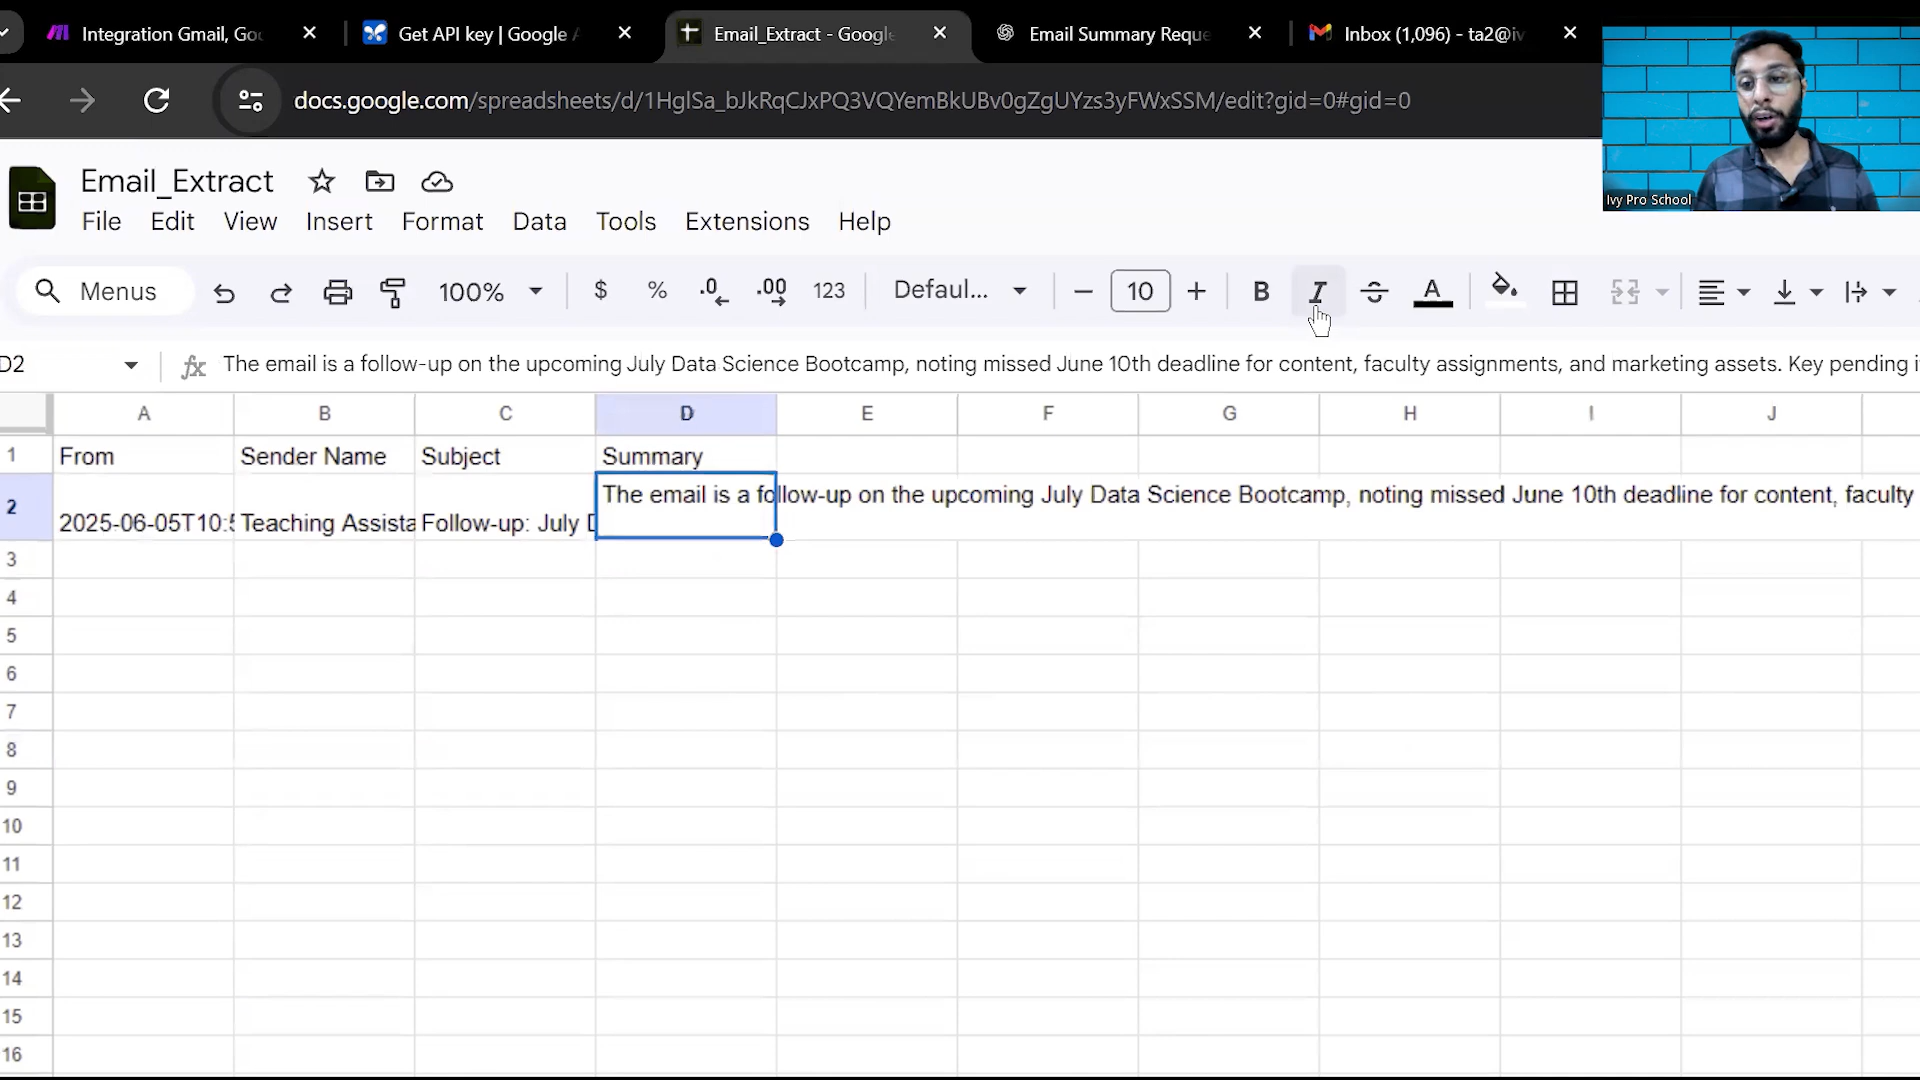 Integration Gmail, Go
Get API key | Google
Email_Extract - Google
Email Summary Reque
Inbox (1,096) - ta2@iv
docs.google.com/spreadsheets/d/1HglSa_bJkRqCJxPQ3VQYemBkUBv0gZgUYzs3yFWxSSM/edit?gid=0#gid=0
Ivy Pro School
Email_Extract
File Edit View Insert Format Data Tools Extensions Help
Menus 100% $ % .0 .00 123 Defaul... 10 B I A
D2 fx The email is a follow-up on the upcoming July Data Science Bootcamp, noting missed June 10th deadline for content, faculty assignments, and marketing assets. Key pending
A B C D E F G H I J
1 From Sender Name Subject Summary
2 2025-06-05T10: Teaching Assista Follow-up: July The email is a follow-up on the upcoming July Data Science Bootcamp, noting missed June 10th deadline for content, faculty
3
4
5
6
7
8
9
10
11
12
13
14
15
16